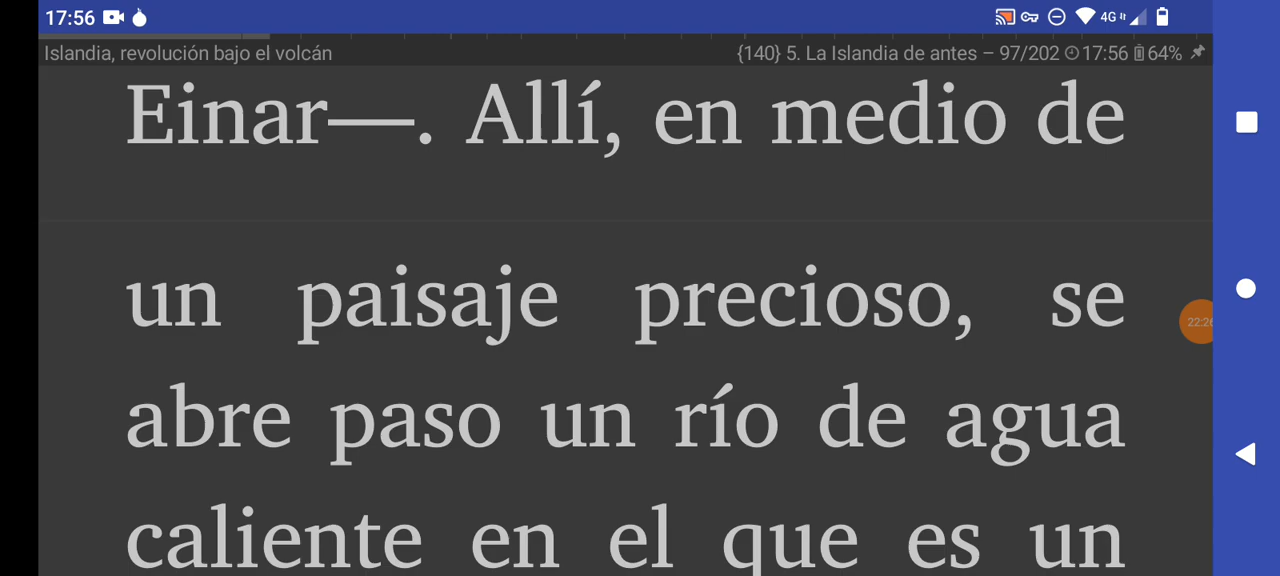 17:56 4G
Islandia, revolución bajo el volcán {140} 5. La Islandia de antes – 97/202 17:56 64%
Einar—. Allí, en medio de
un paisaje precioso, se
22:26
abre paso un río de agua
caliente en el que es un